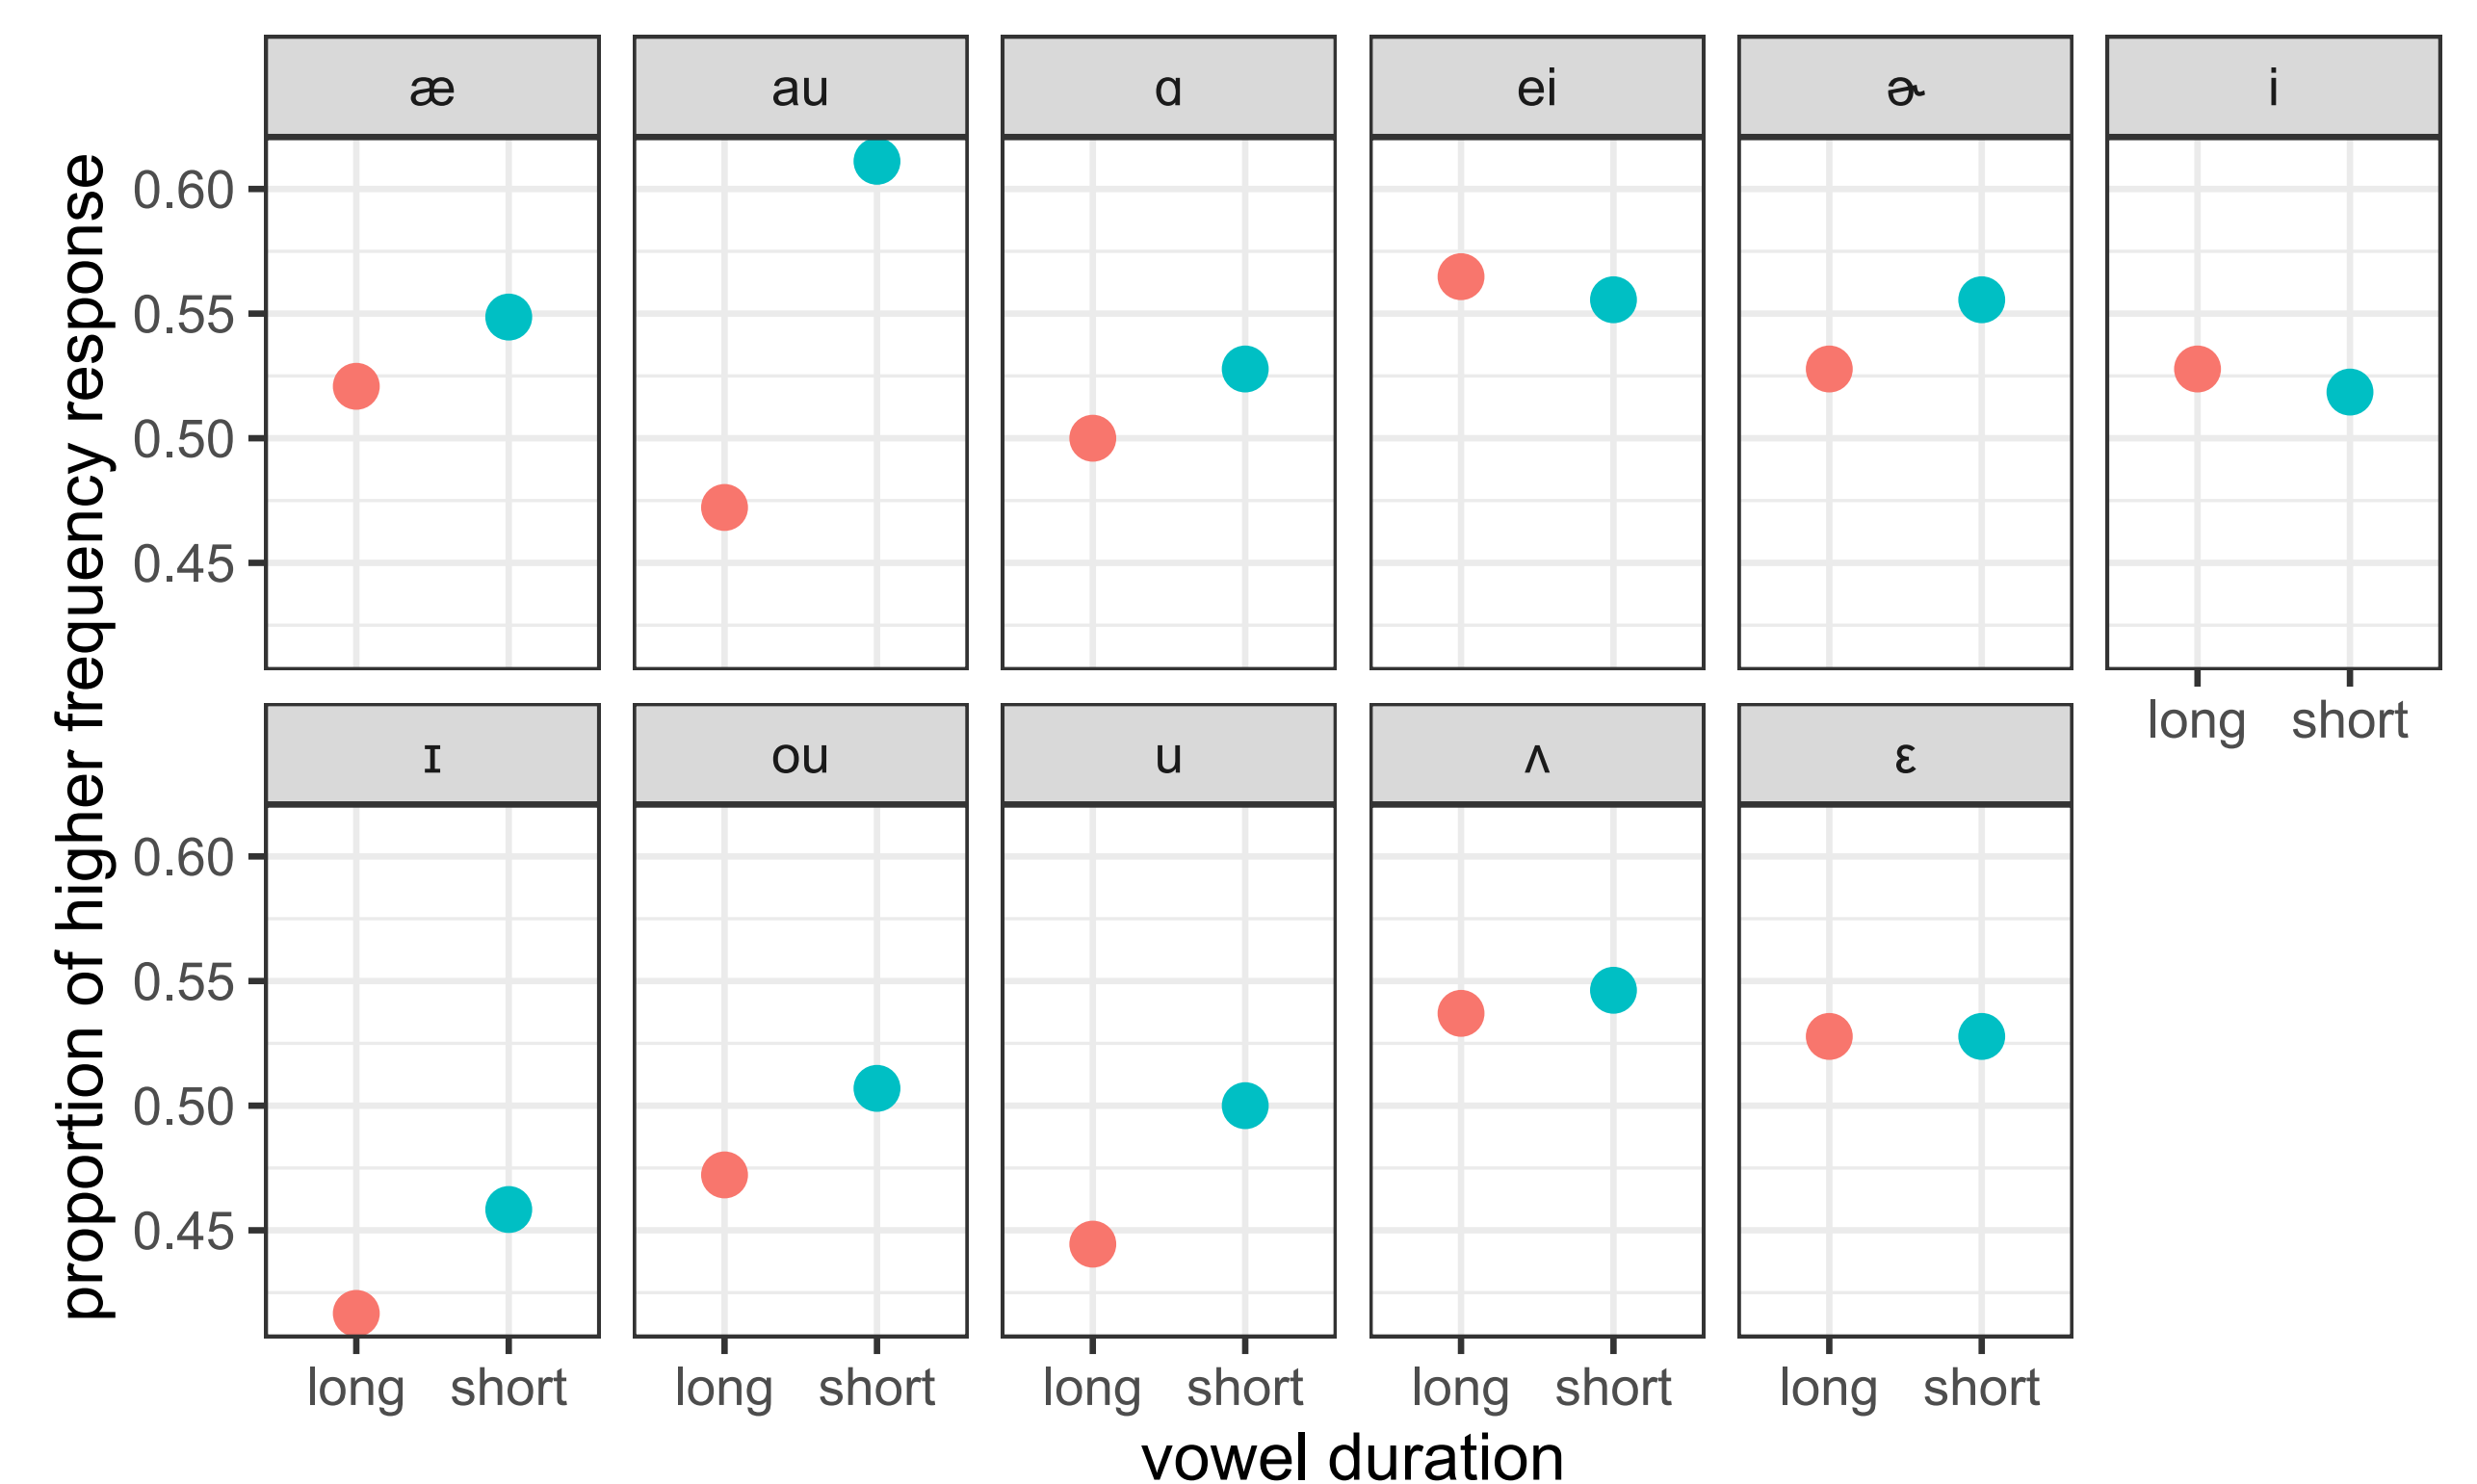 proportion of higher frequency response
æ au ɑ ei ɚ i
0.60
0.55
0.50
0.45
long short
ɪ ou u ʌ ɛ
0.60
0.55
0.50
0.45
long short long short long short long short long short
vowel duration